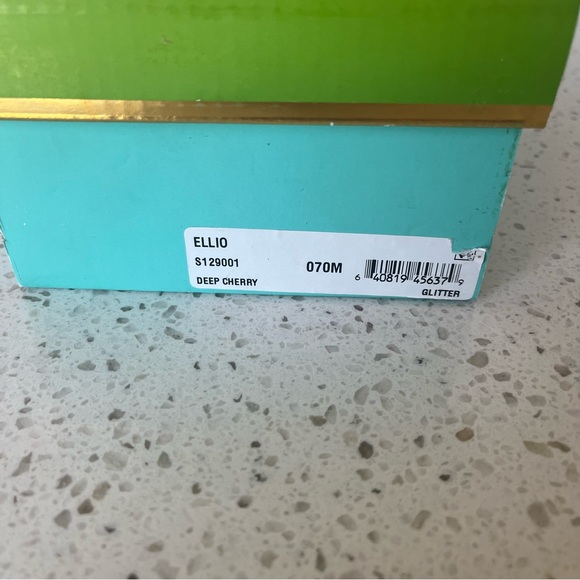 ELLIO
S129001
070M
DEEP CHERRY
6 40819 45637 9
GLITTER